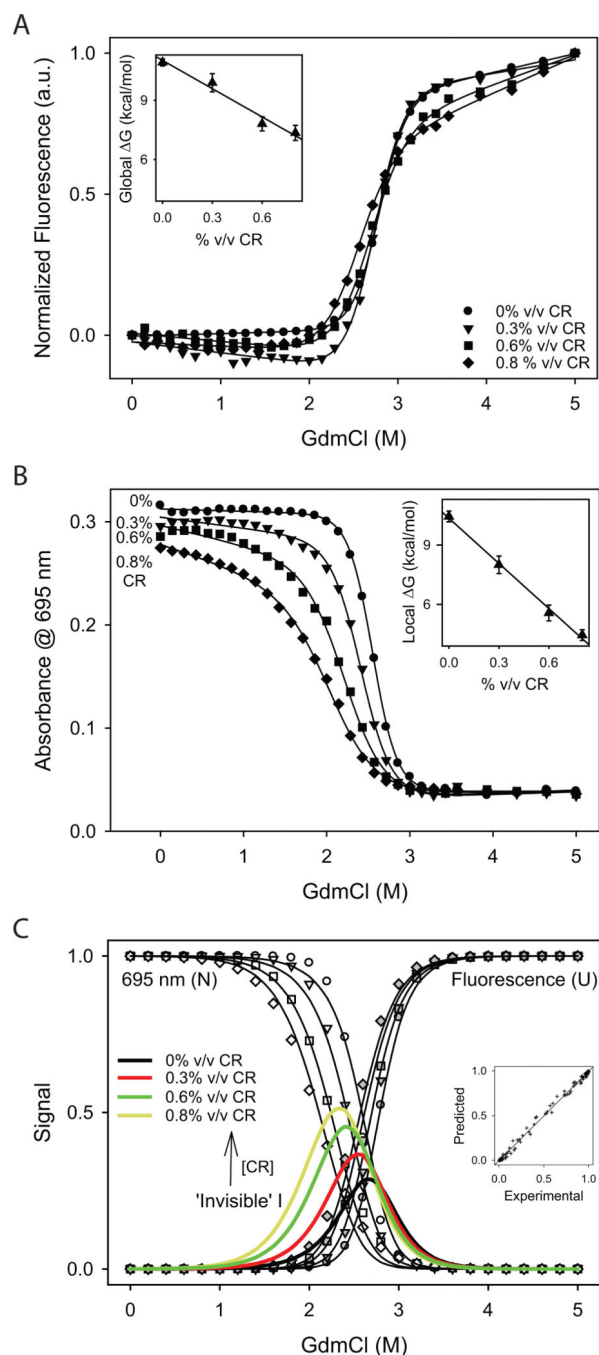 A
Normalized Fluorescence (a.u.)
1.0
0.5
0.0
0
1
2
3
4
5
GdmCl (M)
Global ΔG (kcal/mol)
9
6
0.0
0.3
0.6
% v/v CR
0% v/v CR
0.3% v/v CR
0.6% v/v CR
0.8 % v/v CR
B
Absorbance @ 695 nm
0.3
0.2
0.1
0.0
0%
0.3%
0.6%
0.8%
CR
0
1
2
3
4
5
GdmCl (M)
Local ΔG (kcal/mol)
9
6
0.0
0.3
0.6
% v/v CR
C
Signal
1.0
0.5
0.0
695 nm (N)
Fluorescence (U)
0% v/v CR
0.3% v/v CR
0.6% v/v CR
0.8% v/v CR
[CR]
'Invisible' I
Predicted
1.0
0.5
0.0
0.0
0.5
1.0
Experimental
0
1
2
3
4
5
GdmCl (M)